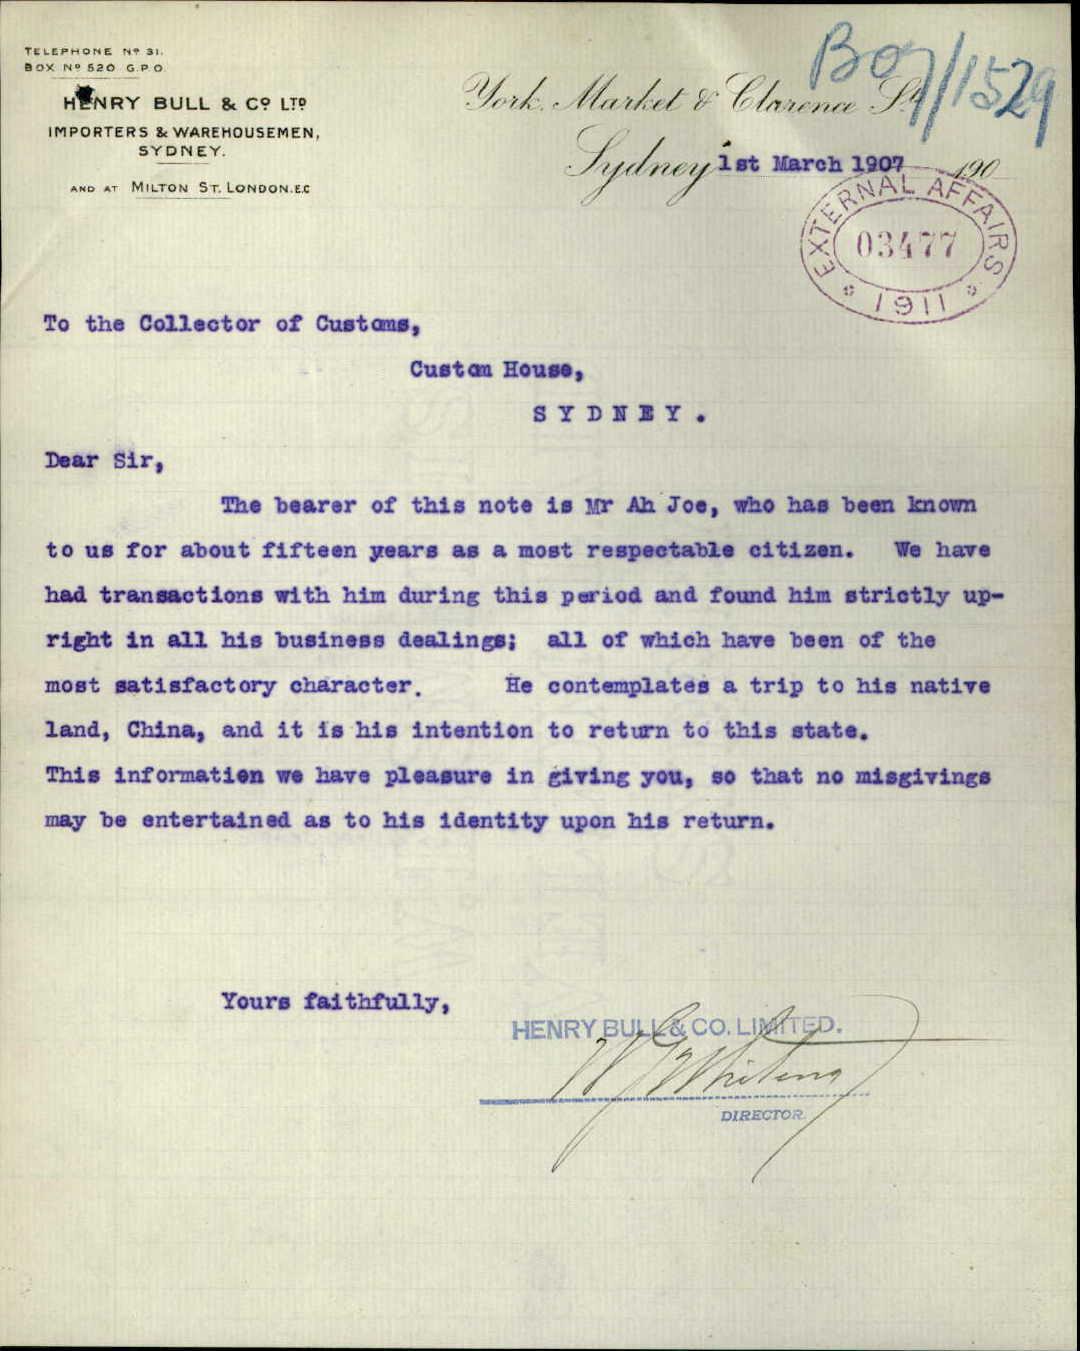 TELEPHONE Nº 31.
BOX Nº 520 G.P.O.
HENRY BULL & Cº LTD
IMPORTERS & WAREHOUSEMEN,
SYDNEY.
AND AT MILTON ST. LONDON. E.C
B07/1529
York. Market & Clarence Sts
Sydney 1st March 1907 190
EXTERNAL AFFAIRS
03477
1911
To the Collector of Customs,
Custom House,
SYDNEY.
Dear Sir,
The bearer of this note is Mr Ah Joe, who has been known
to us for about fifteen years as a most respectable citizen. We have
had transactions with him during this period and found him strictly up-
right in all his business dealings; all of which have been of the
most satisfactory character. He contemplates a trip to his native
land, China, and it is his intention to return to this state.
This information we have pleasure in giving you, so that no misgivings
may be entertained as to his identity upon his return.
Yours faithfully,
HENRY BULL & CO. LIMITED.
DIRECTOR.